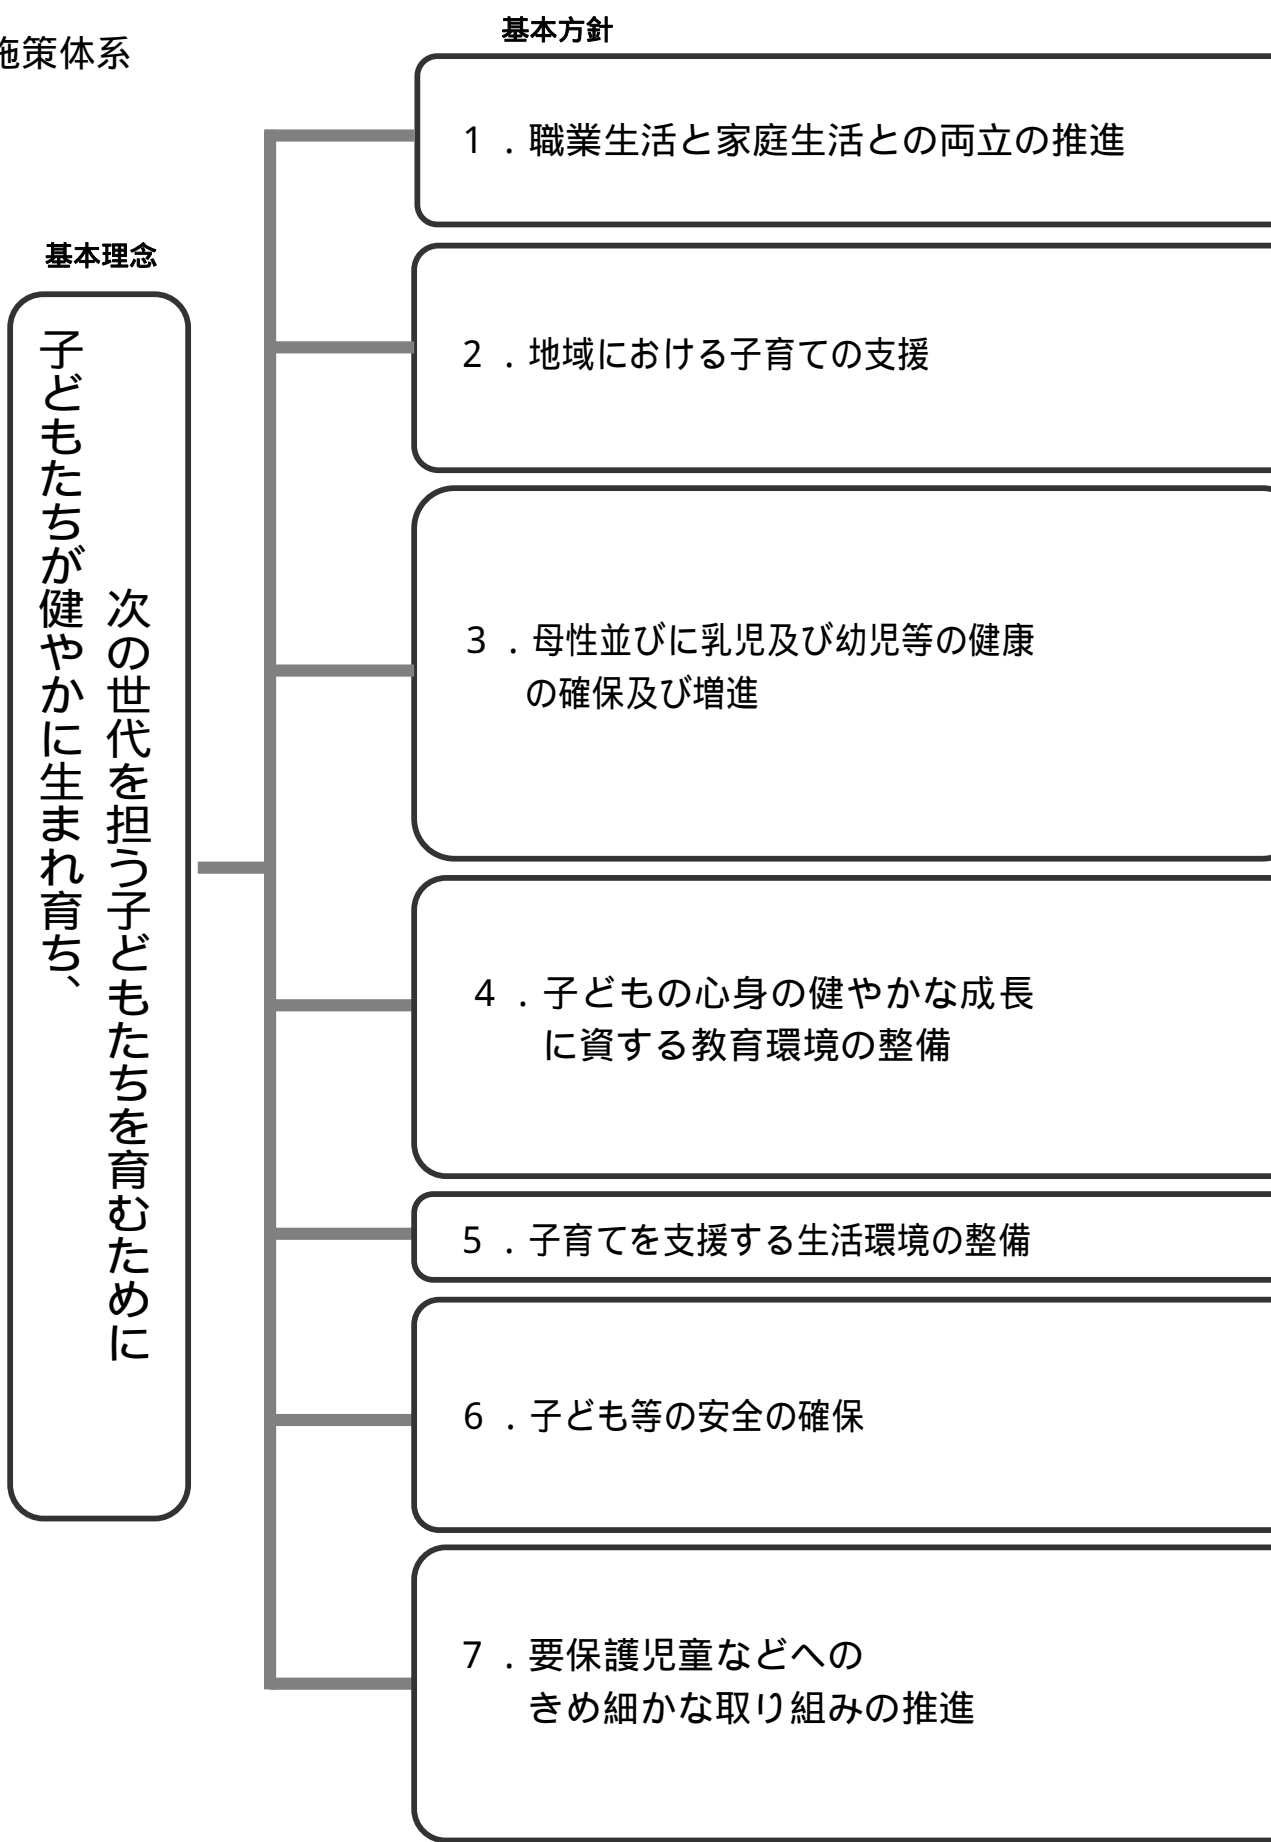 施策体系
基本方針
基本理念
子どもたちが健やかに生まれ育ち、
次の世代を担う子どもたちを育むために
1 . 職業生活と家庭生活との両立の推進
2 . 地域における子育ての支援
3 . 母性並びに乳児及び幼児等の健康
の確保及び増進
4 . 子どもの心身の健やかな成長
に資する教育環境の整備
5 . 子育てを支援する生活環境の整備
6 . 子ども等の安全の確保
7 . 要保護児童などへの
きめ細かな取り組みの推進